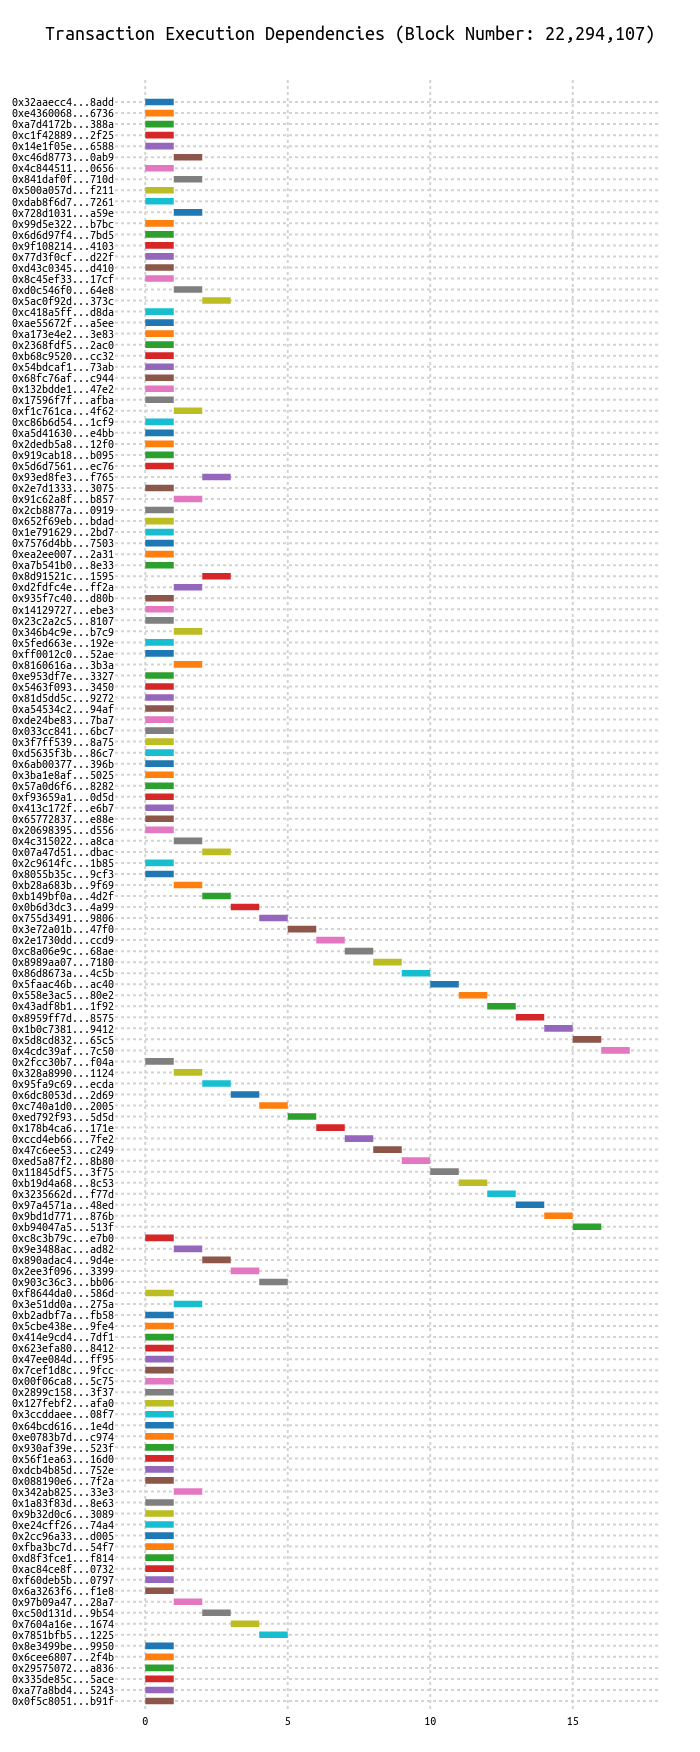 Transaction Execution Dependencies (Block Number: 22,294,107)
0x32aaecc4...8add
0xe4360068...6736
0xa7d4172b...388a
0xc1f42889...2f25
0x14e1f05e...6588
0xc46d8773...0ab9
0x4c844511...0656
0x841daf0f...710d
0x500a057d...f211
0xdab8f6d7...7261
0x728d1031...a59e
0x99d5e322...b7bc
0x6d6d97f4...7bd5
0x9f108214...4103
0x77d3f0cf...d22f
0xd43c0345...d410
0x8c45ef33...17cf
0xd0c546f0...64e8
0x5ac0f92d...373c
0xc418a5ff...d8da
0xae55672f...a5ee
0xa173e4e2...3e83
0x2368fdf5...2ac0
0xb68c9520...cc32
0x54bdcaf1...73ab
0x68fc76af...c944
0x132bdde1...47e2
0x17596f7f...afba
0xf1c761ca...4f62
0xc86b6d54...1cf9
0xa5d41630...e4bb
0x2dedb5a8...12f0
0x919cab18...b095
0x5d6d7561...ec76
0x93ed8fe3...f765
0x2e7d1333...3075
0x91c62a8f...b857
0x2cb8877a...0919
0x652f69eb...bdad
0x1e791629...2bd7
0x7576d4bb...7503
0xea2ee007...2a31
0xa7b541b0...8e33
0x8d91521c...1595
0xd2fdfc4e...ff2a
0x935f7c40...d80b
0x14129727...ebe3
0x23c2a2c5...8107
0x346b4c9e...b7c9
0x5fed663e...192e
0xff0012c0...52ae
0x8160616a...3b3a
0xe953df7e...3327
0x5463f093...3450
0x81d5dd5c...9272
0xa54534c2...94af
0xde24be83...7ba7
0x033cc841...6bc7
0x3f7ff539...8a75
0xd5635f3b...86c7
0x6ab00377...396b
0x3ba1e8af...5025
0x57a0d6f6...8282
0xf93659a1...0d5d
0x413c172f...e6b7
0x65772837...e88e
0x20698395...d556
0x4c315022...a8ca
0x07a47d51...dbac
0x2c9614fc...1b85
0x8055b35c...9cf3
0xb28a683b...9f69
0xb149bf0a...4d2f
0x0b6d3dc3...4a99
0x755d3491...9806
0x3e72a01b...47f0
0x2e1730dd...ccd9
0xc8a06e9c...68ae
0x8989aa07...7180
0x86d8673a...4c5b
0x5faac46b...ac40
0x558e3ac5...80e2
0x43adf8b1...1f92
0x8959ff7d...8575
0x1b0c7381...9412
0x5d8cd832...65c5
0x4cdc39af...7c50
0x2fcc30b7...f04a
0x328a8990...1124
0x95fa9c69...ecda
0x6dc8053d...2d69
0xc740a1d0...2005
0xed792f93...5d5d
0x178b4ca6...171e
0xccd4eb66...7fe2
0x47c6ee53...c249
0xed5a87f2...8b80
0x11845df5...3f75
0xb19d4a68...8c53
0x3235662d...f77d
0x97a4571a...48ed
0x9bd1d771...876b
0xb94047a5...513f
0xc8c3b79c...e7b0
0x9e3488ac...ad82
0x890adac4...9d4e
0x2ee3f096...3399
0x903c36c3...bb06
0xf8644da0...586d
0x3e51dd0a...275a
0xb2adbf7a...fb58
0x5cbe438e...9fe4
0x414e9cd4...7df1
0x623efa80...8412
0x47ee084d...ff95
0x7cef1d8c...9fcc
0x00f06ca8...5c75
0x2899c158...3f37
0x127febf2...afa0
0x3ccddaee...08f7
0x64bcd616...1e4d
0xe0783b7d...c974
0x930af39e...523f
0x56f1ea63...16d0
0xdcb4b85d...752e
0x088190e6...7f2a
0x342ab825...33e3
0x1a83f83d...8e63
0x9b32d0c6...3089
0xe24cff26...74a4
0x2cc96a33...d005
0xfba3bc7d...54f7
0xd8f3fce1...f814
0xac84ce8f...0732
0xf60deb5b...0797
0x6a3263f6...f1e8
0x97b09a47...28a7
0xc50d131d...9b54
0x7604a16e...1674
0x7851bfb5...1225
0x8e3499be...9950
0x6cee6807...2f4b
0x29575072...a836
0x335de85c...5ace
0xa77a8bd4...5243
0x0f5c8051...b91f
0 5 10 15